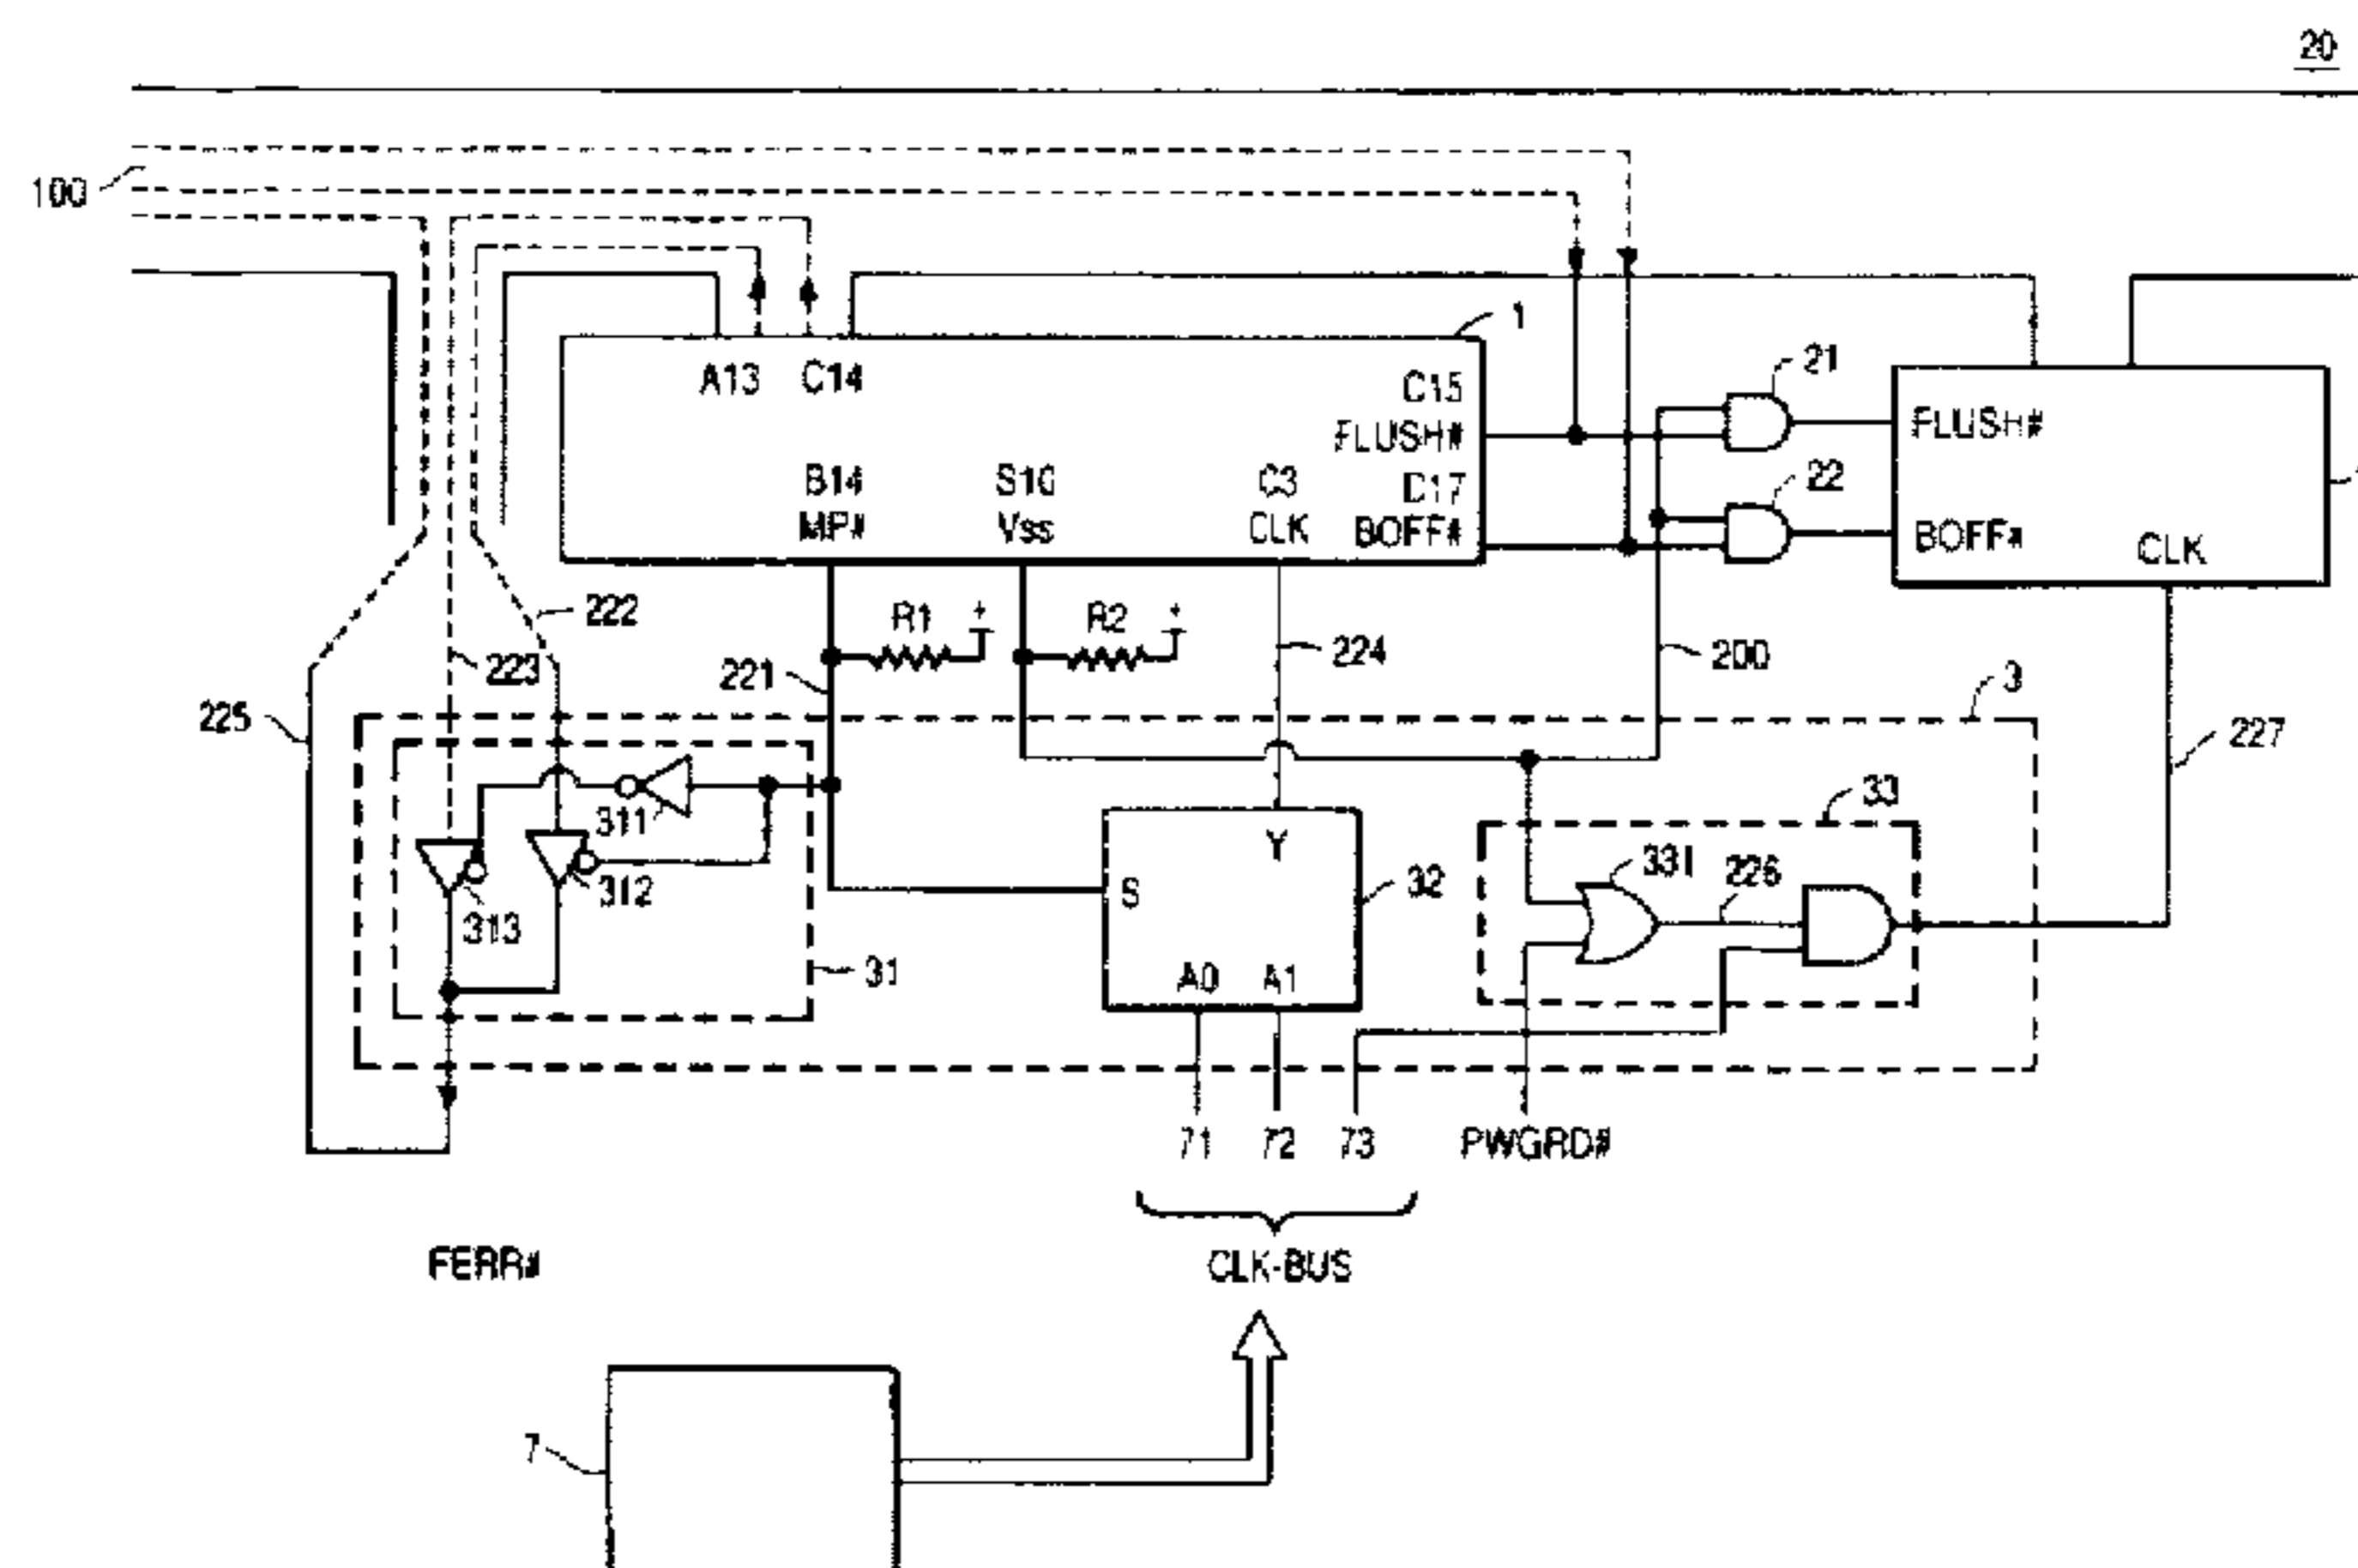 20
100
1
A13 C14
C15
21
FLUSH#
FLUSH#
B14
S10
C3
D17
22
MP#
Vss
CLK
BOFF#
BOFF#
CLK
222
R1
+
R2
+
223
221
224
200
3
225
227
311
33
Y
331
226
312
S
32
313
31
A0 A1
71 72 73 PWGRD#
FERR#
CLK-BUS
7